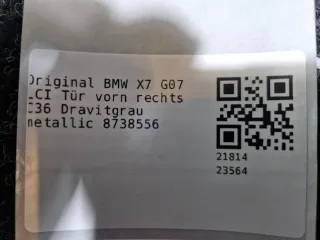 Original BMW X7 G07
LCI Tür vorn rechts
C36 Dravitgrau
metallic 8738556
21814
23564